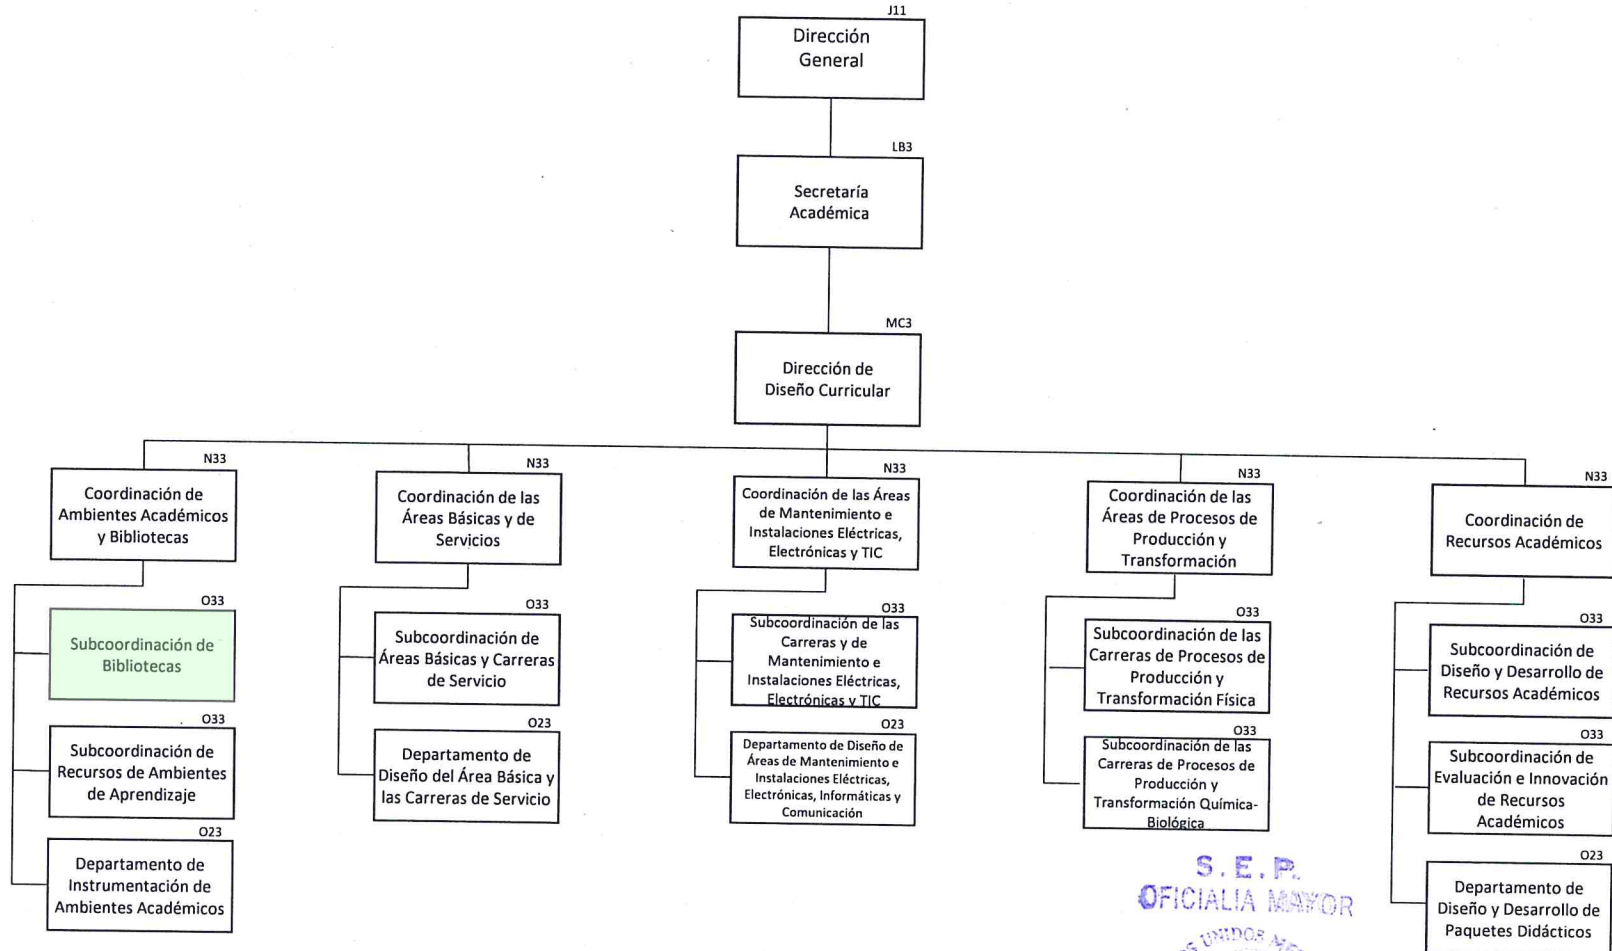 J11
Dirección
General
LB3
Secretaría
Académica
MC3
Dirección de
Diseño Curricular
N33
Coordinación de
Ambientes Académicos
y Bibliotecas
N33
Coordinación de las
Áreas Básicas y de
Servicios
N33
Coordinación de las Áreas
de Mantenimiento e
Instalaciones Eléctricas,
Electrónicas y TIC
N33
Coordinación de las
Áreas de Procesos de
Producción y
Transformación
N33
Coordinación de
Recursos Académicos
O33
Subcoordinación de
Bibliotecas
O33
Subcoordinación de
Recursos de Ambientes
de Aprendizaje
O23
Departamento de
Instrumentación de
Ambientes Académicos
O33
Subcoordinación de
Áreas Básicas y Carreras
de Servicio
O23
Departamento de
Diseño del Área Básica y
las Carreras de Servicio
O33
Subcoordinación de las
Carreras y de
Mantenimiento e
Instalaciones Eléctricas,
Electrónicas y TIC
O23
Departamento de Diseño de
Áreas de Mantenimiento e
Instalaciones Eléctricas,
Electrónicas, Informáticas y
Comunicación
O33
Subcoordinación de las
Carreras de Procesos de
Producción y
Transformación Física
O33
Subcoordinación de las
Carreras de Procesos de
Producción y
Transformación Química-
Biológica
O33
Subcoordinación de
Diseño y Desarrollo de
Recursos Académicos
O33
Subcoordinación de
Evaluación e Innovación
de Recursos
Académicos
O23
Departamento de
Diseño y Desarrollo de
Paquetes Didácticos
S.E.P.
OFICIALIA MAYOR
UNIDOS